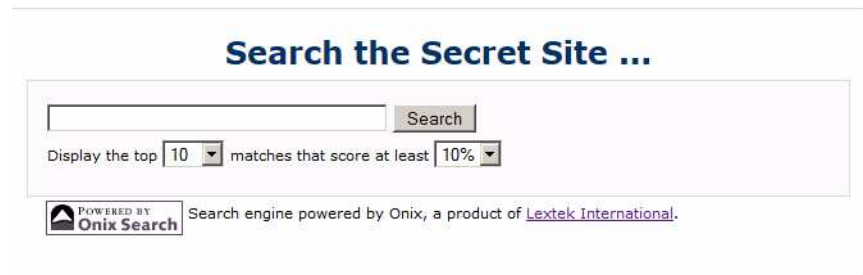 Search the Secret Site ...
Search
Display the top 10 matches that score at least 10%
POWERED BY
Onix Search
Search engine powered by Onix, a product of Lextek International.